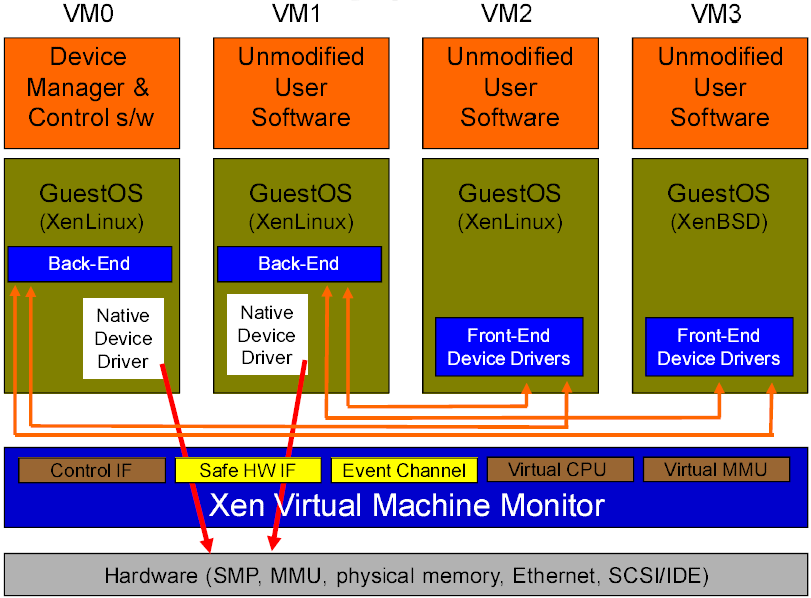 VM0
VM1
VM2
VM3
Device
Manager &
Control s/w
Unmodified
User
Software
Unmodified
User
Software
Unmodified
User
Software
GuestOS
(XenLinux)
Back-End
Native
Device
Driver
GuestOS
(XenLinux)
Back-End
Native
Device
Driver
GuestOS
(XenLinux)
Front-End
Device Drivers
GuestOS
(XenBSD)
Front-End
Device Drivers
Control IF
Safe HW IF
Event Channel
Virtual CPU
Virtual MMU
Xen Virtual Machine Monitor
Hardware (SMP, MMU, physical memory, Ethernet, SCSI/IDE)